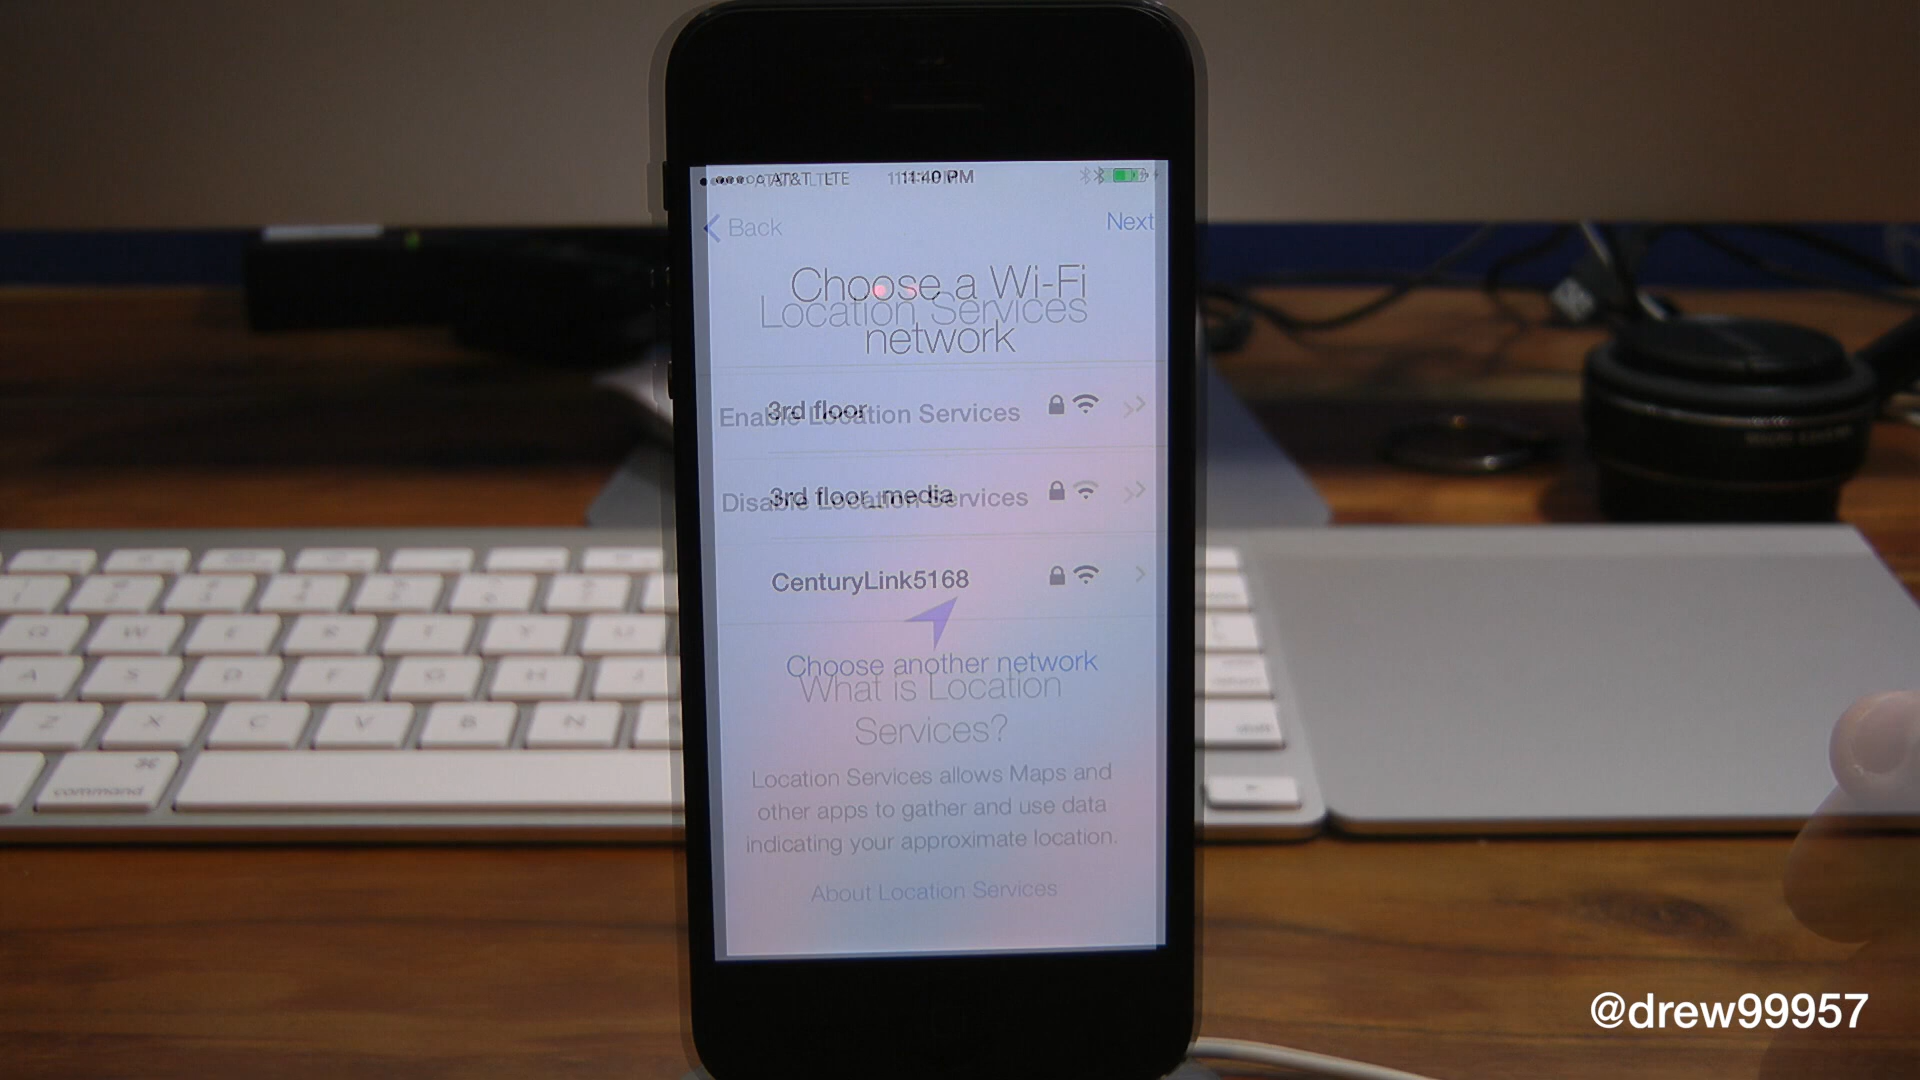 AT&T LTE 11:40 PM
Back
Next
Choose a Wi-Fi
network
Location Services
3rd floor
Enable Location Services
3rd floor_media
Disable Location Services
CenturyLink5168
Choose another network
What is Location
Services?
Location Services allows Maps and
other apps to gather and use data
indicating your approximate location.
About Location Services
command
@drew99957